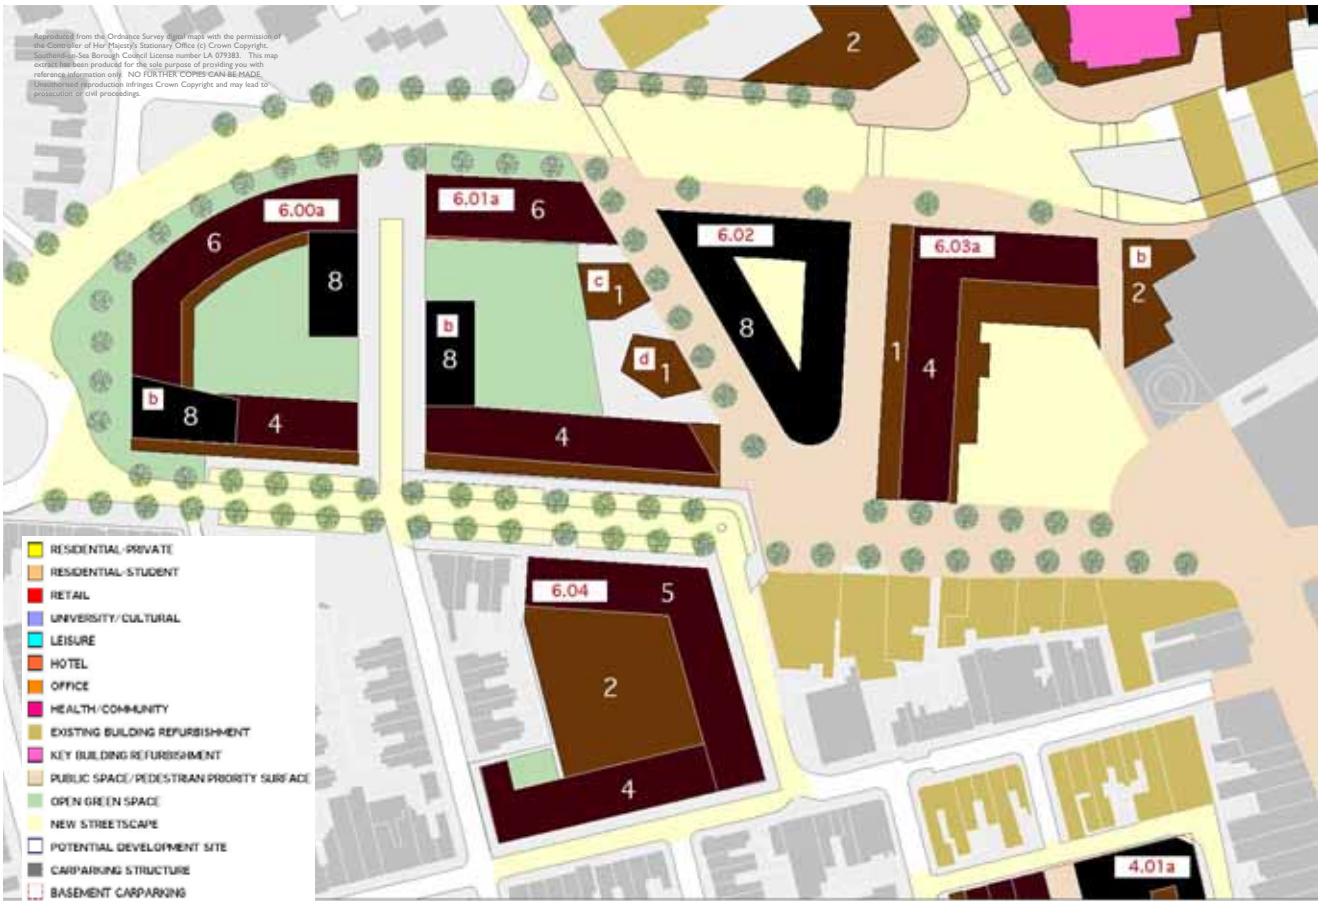 Reproduced from the Ordnance Survey digital maps with the permission of
the Controller of Her Majesty's Stationary Office (c) Crown Copyright.
Southend-on-Sea Borough Council License number LA 079383. This map
extract has been produced for the sole purpose of providing you with
reference information only. NO FURTHER COPIES CAN BE MADE.
Unauthorised reproduction infringes Crown Copyright and may lead to
prosecution or civil proceedings.
2
6.00a
6
8
b
8
4
6.01a
6
b
8
4
c
1
d
1
6.02
8
6.03a
1
4
b
2
6.04
5
2
4
4.01a
RESIDENTIAL-PRIVATE
RESIDENTIAL-STUDENT
RETAIL
UNIVERSITY/CULTURAL
LEISURE
HOTEL
OFFICE
HEALTH/COMMUNITY
EXISTING BUILDING REFURBISHMENT
KEY BUILDING REFURBISHMENT
PUBLIC SPACE/PEDESTRIAN PRIORITY SURFACE
OPEN GREEN SPACE
NEW STREETSCAPE
POTENTIAL DEVELOPMENT SITE
CARPARKING STRUCTURE
BASEMENT CARPARKING